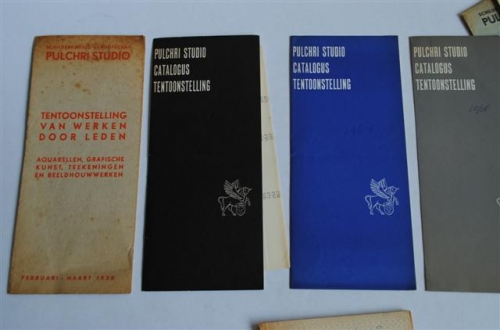 PULCHRI STUDIO
TENTOONSTELLING
VAN WERKEN
DOOR LEDEN
AQUARELLEN, GRAFISCHE
KUNST, TEEKENINGEN
EN BEELDHOUWWERKEN
PULCHRI STUDIO
CATALOGUS
TENTOONSTELLING
PULCHRI STUDIO
CATALOGUS
TENTOONSTELLING
PULCHRI STUDIO
CATALOGUS
TENTOONSTELLING